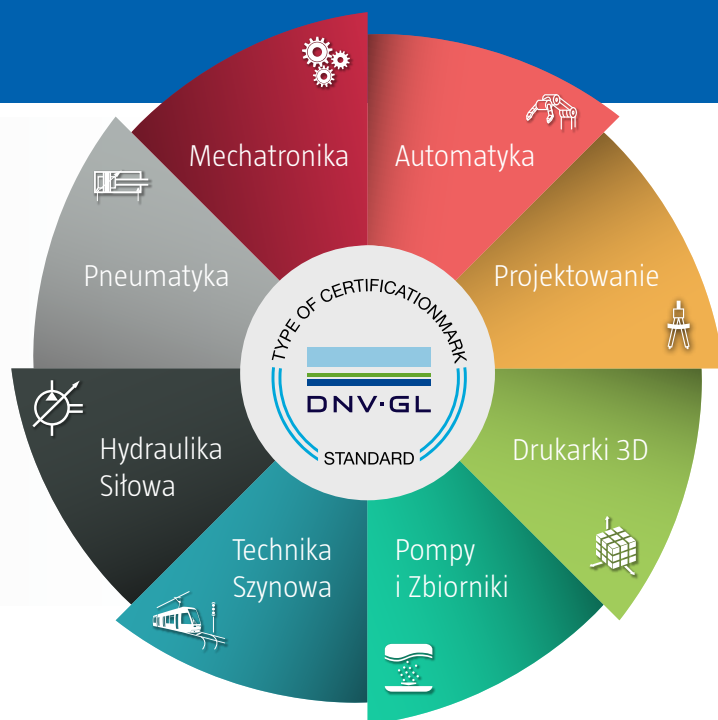 Mechatronika
Automatyka
Pneumatyka
Projektowanie
TYPE OF CERTIFICATIONMARK
DNV·GL
STANDARD
Hydraulika
Siłowa
Drukarki 3D
Technika
Szynowa
Pompy
i Zbiorniki